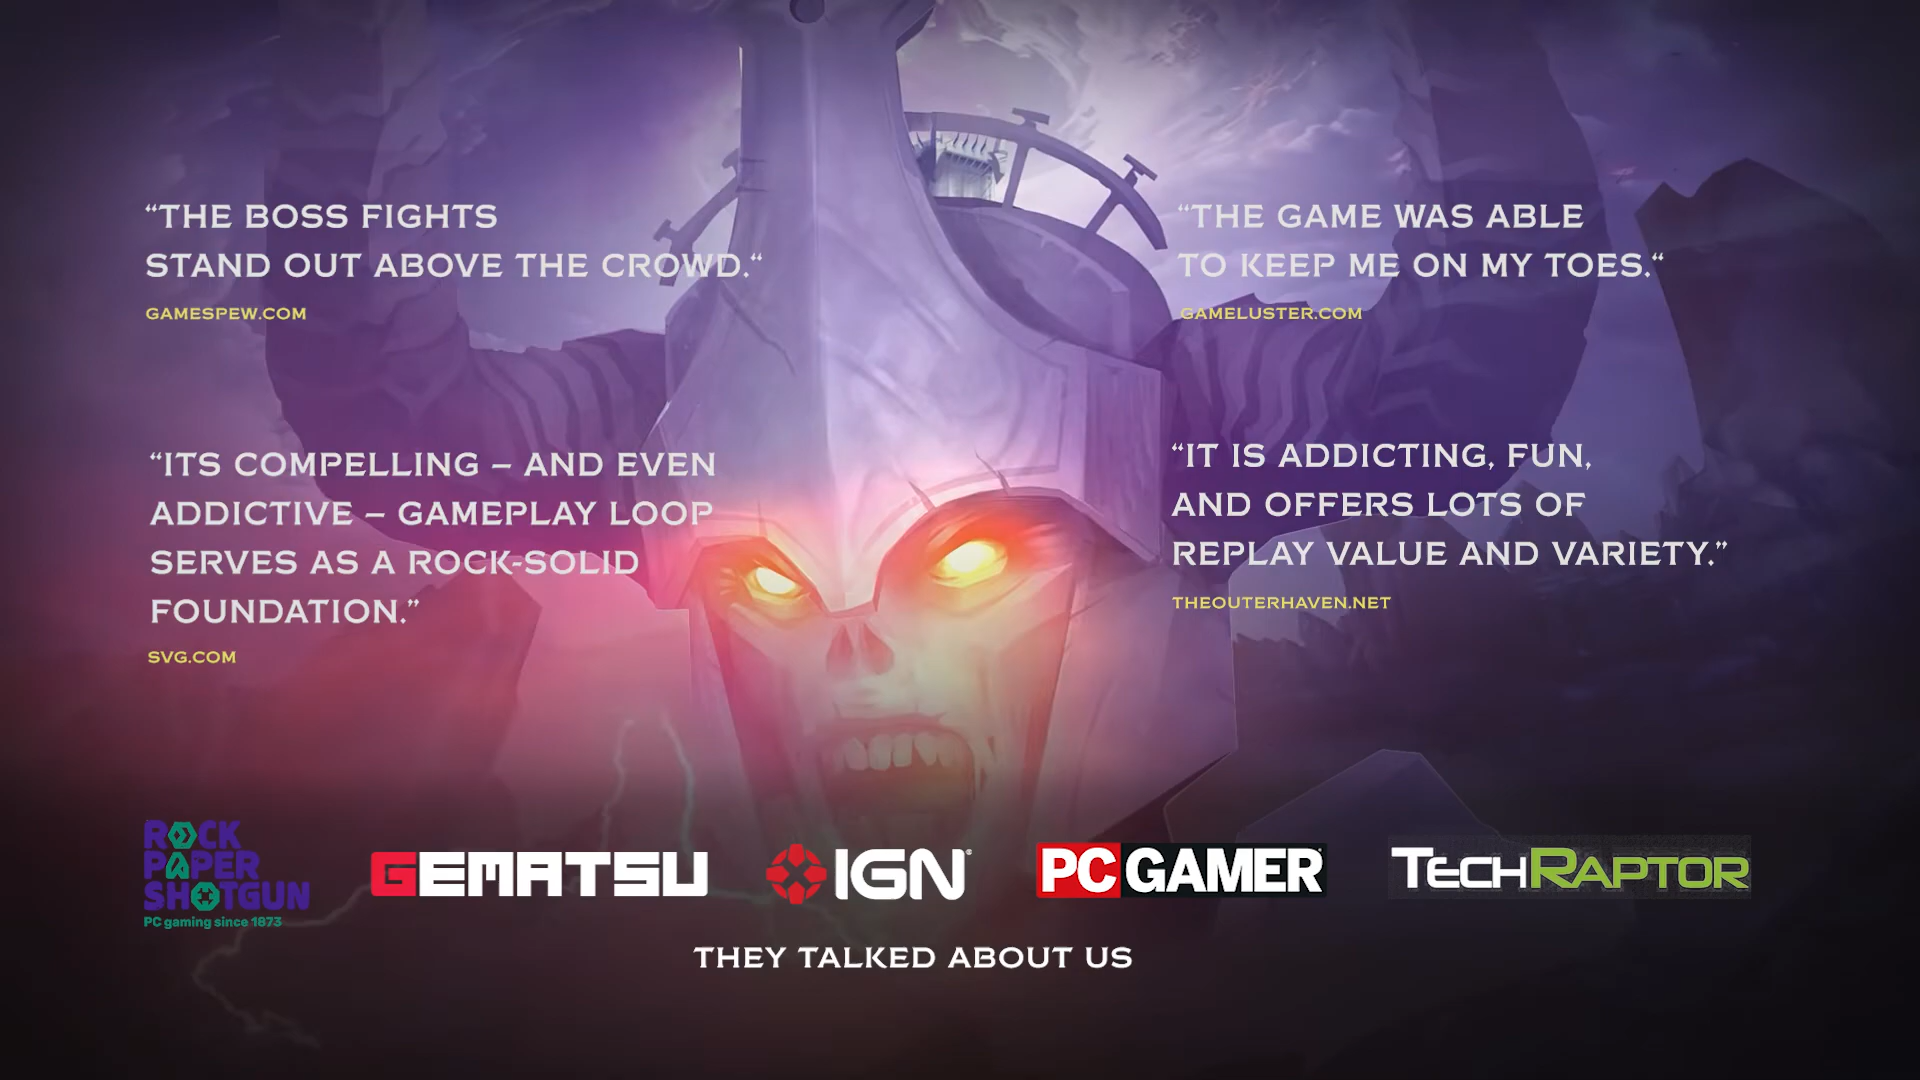 “THE BOSS FIGHTS
STAND OUT ABOVE THE CROWD.“
GAMESPEW.COM
“THE GAME WAS ABLE
TO KEEP ME ON MY TOES.“
GAMELUSTER.COM
“ITS COMPELLING – AND EVEN
ADDICTIVE – GAMEPLAY LOOP
SERVES AS A ROCK-SOLID
FOUNDATION.”
SVG.COM
“IT IS ADDICTING, FUN,
AND OFFERS LOTS OF
REPLAY VALUE AND VARIETY.”
THEOUTERHAVEN.NET
ROCK
PAPER
SHOTGUN
PC gaming since 1873
GEMATSU
IGN®
PC GAMER
TECHRAPTOR
THEY TALKED ABOUT US